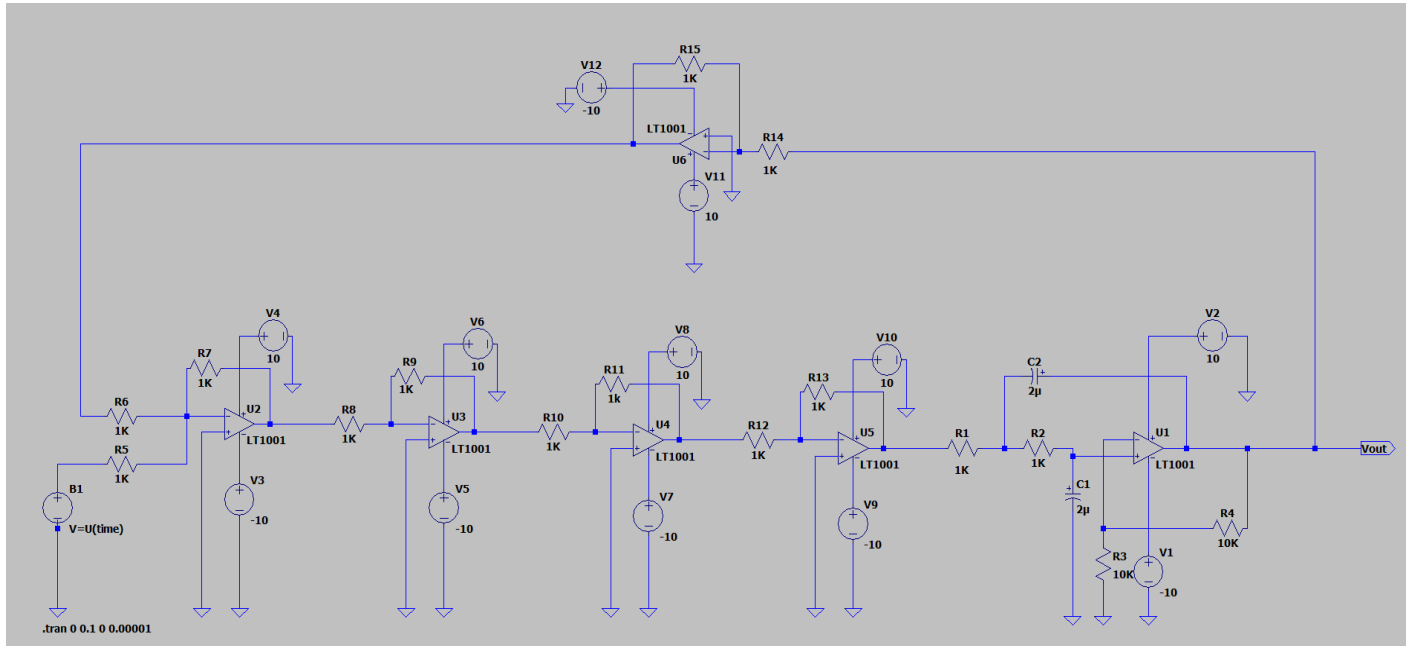 R15
1K
V12
-10
LT1001
U6
R14
1K
V11
10
V4
10
V6
10
V8
10
V10
10
V2
10
R7
1K
R9
1K
R11
1k
R13
1K
C2
2µ
R6
1K
U2
LT1001
R8
1K
U3
LT1001
R10
1K
U4
LT1001
R12
1K
U5
LT1001
R1
1K
R2
1K
U1
LT1001
Vout
R5
1K
B1
V=U(time)
V3
-10
V5
-10
V7
-10
V9
-10
C1
2µ
R4
10K
R3
10K
V1
-10
.tran 0 0.1 0 0.00001